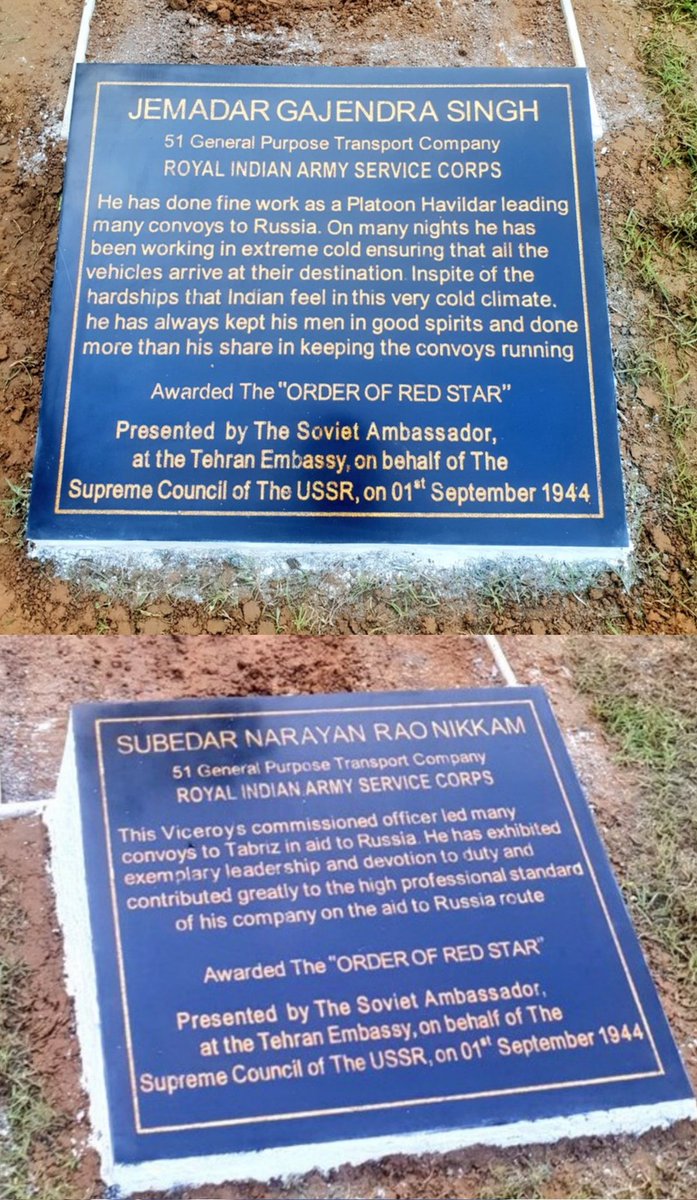 JEMADAR GAJENDRA SINGH
51 General Purpose Transport Company
ROYAL INDIAN ARMY SERVICE CORPS
He has done fine work as a Platoon Havildar leading
many convoys to Russia. On many nights he has
been working in extreme cold ensuring that all the
vehicles arrive at their destination. Inspite of the
hardships that Indian feel in this very cold climate,
he has always kept his men in good spirits and done
more than his share in keeping the convoys running
Awarded The "ORDER OF RED STAR"
Presented by The Soviet Ambassador,
at the Tehran Embassy, on behalf of The
Supreme Council of The USSR, on 01st September 1944
SUBEDAR NARAYAN RAO NIKKAM
51 General Purpose Transport Company
ROYAL INDIAN ARMY SERVICE CORPS
This Viceroys commissioned officer led many
convoys to Tabriz in aid to Russia. He has exhibited
exemplary leadership and devotion to duty and
contributed greatly to the high professional standard
of his company on the aid to Russia route
Awarded The "ORDER OF RED STAR"
Presented by The Soviet Ambassador,
at the Tehran Embassy, on behalf of The
Supreme Council of The USSR, on 01st September 1944